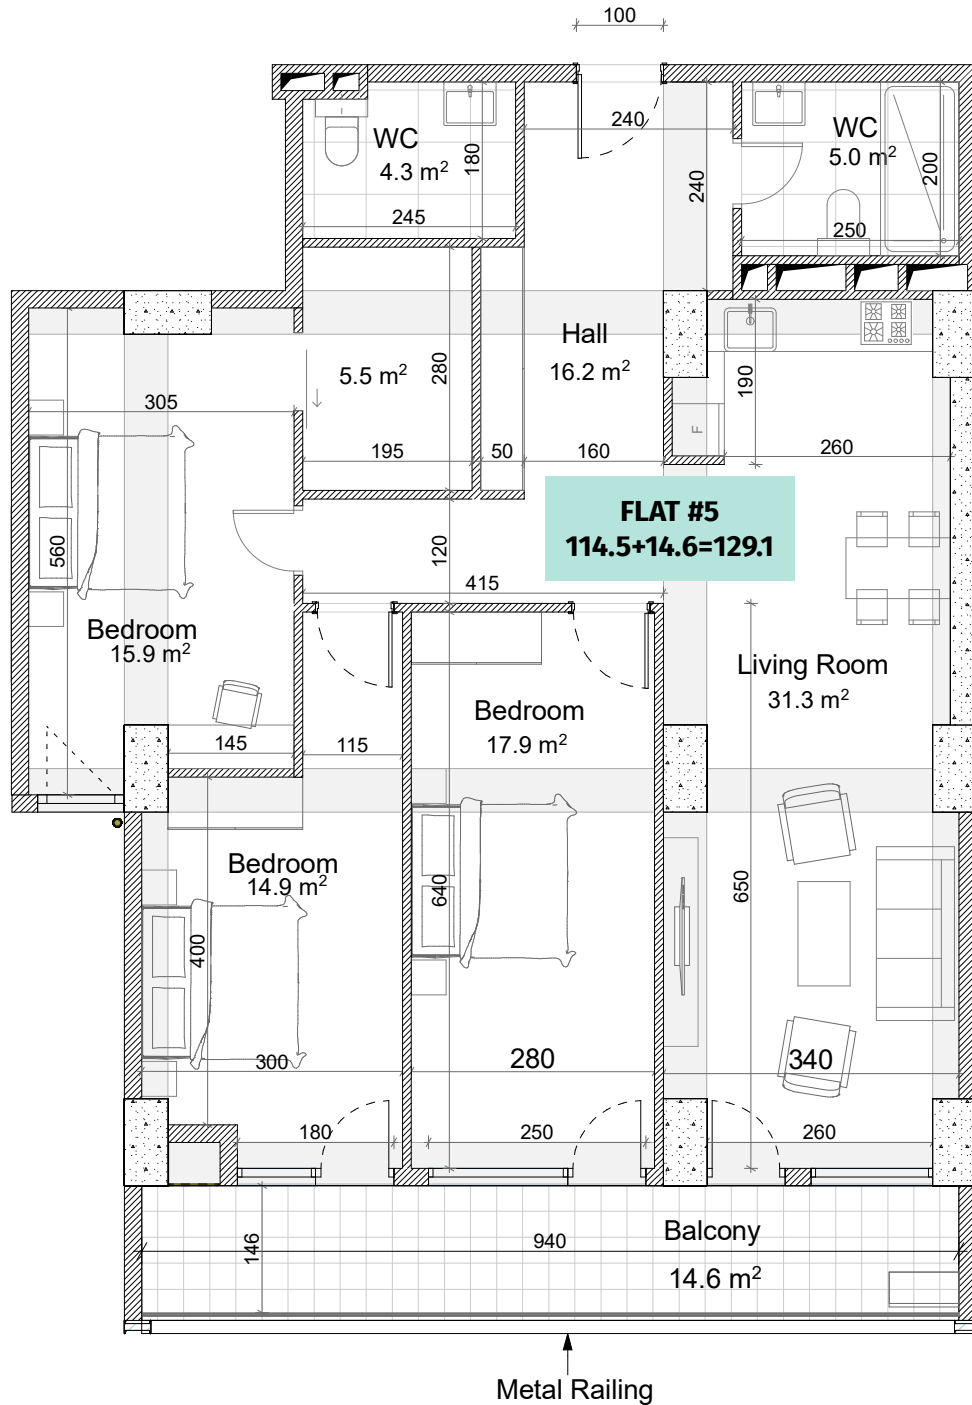 100
WC
4.3 m²
180
245
240
240
WC
5.0 m²
200
250
Hall
16.2 m²
5.5 m²
280
195
50
160
190
F
260
305
560
FLAT #5
114.5+14.6=129.1
120
415
Bedroom
15.9 m²
Living Room
31.3 m²
Bedroom
17.9 m²
145
115
Bedroom
14.9 m²
400
640
650
300
280
340
180
250
260
Balcony
14.6 m²
146
940
Metal Railing